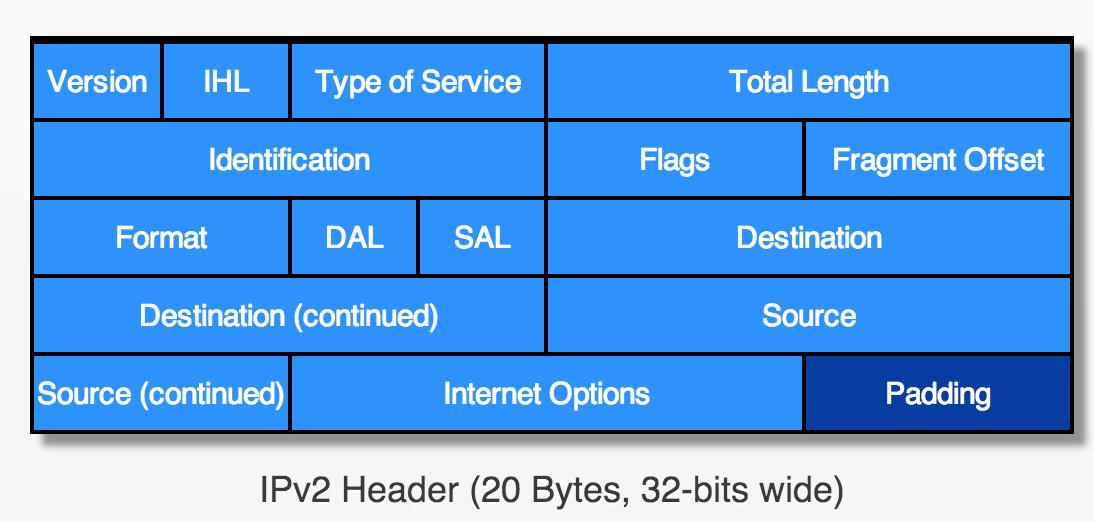 Version IHL Type of Service Total Length
Identification Flags Fragment Offset
Format DAL SAL Destination
Destination (continued) Source
Source (continued) Internet Options Padding
IPv2 Header (20 Bytes, 32-bits wide)